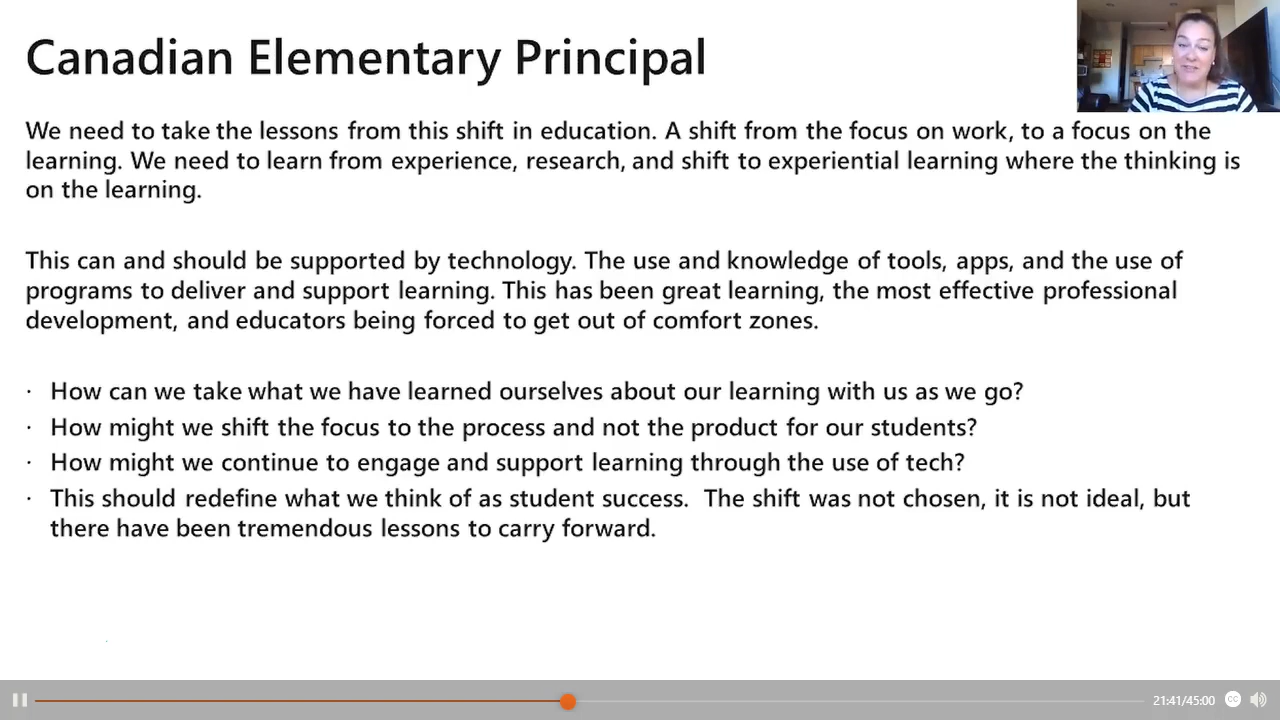 Canadian Elementary Principal
We need to take the lessons from this shift in education. A shift from the focus on work, to a focus on the
learning. We need to learn from experience, research, and shift to experiential learning where the thinking is
on the learning.
This can and should be supported by technology. The use and knowledge of tools, apps, and the use of
programs to deliver and support learning. This has been great learning, the most effective professional
development, and educators being forced to get out of comfort zones.
· How can we take what we have learned ourselves about our learning with us as we go?
· How might we shift the focus to the process and not the product for our students?
· How might we continue to engage and support learning through the use of tech?
· This should redefine what we think of as student success.  The shift was not chosen, it is not ideal, but
there have been tremendous lessons to carry forward.
21:41/45:00
CC